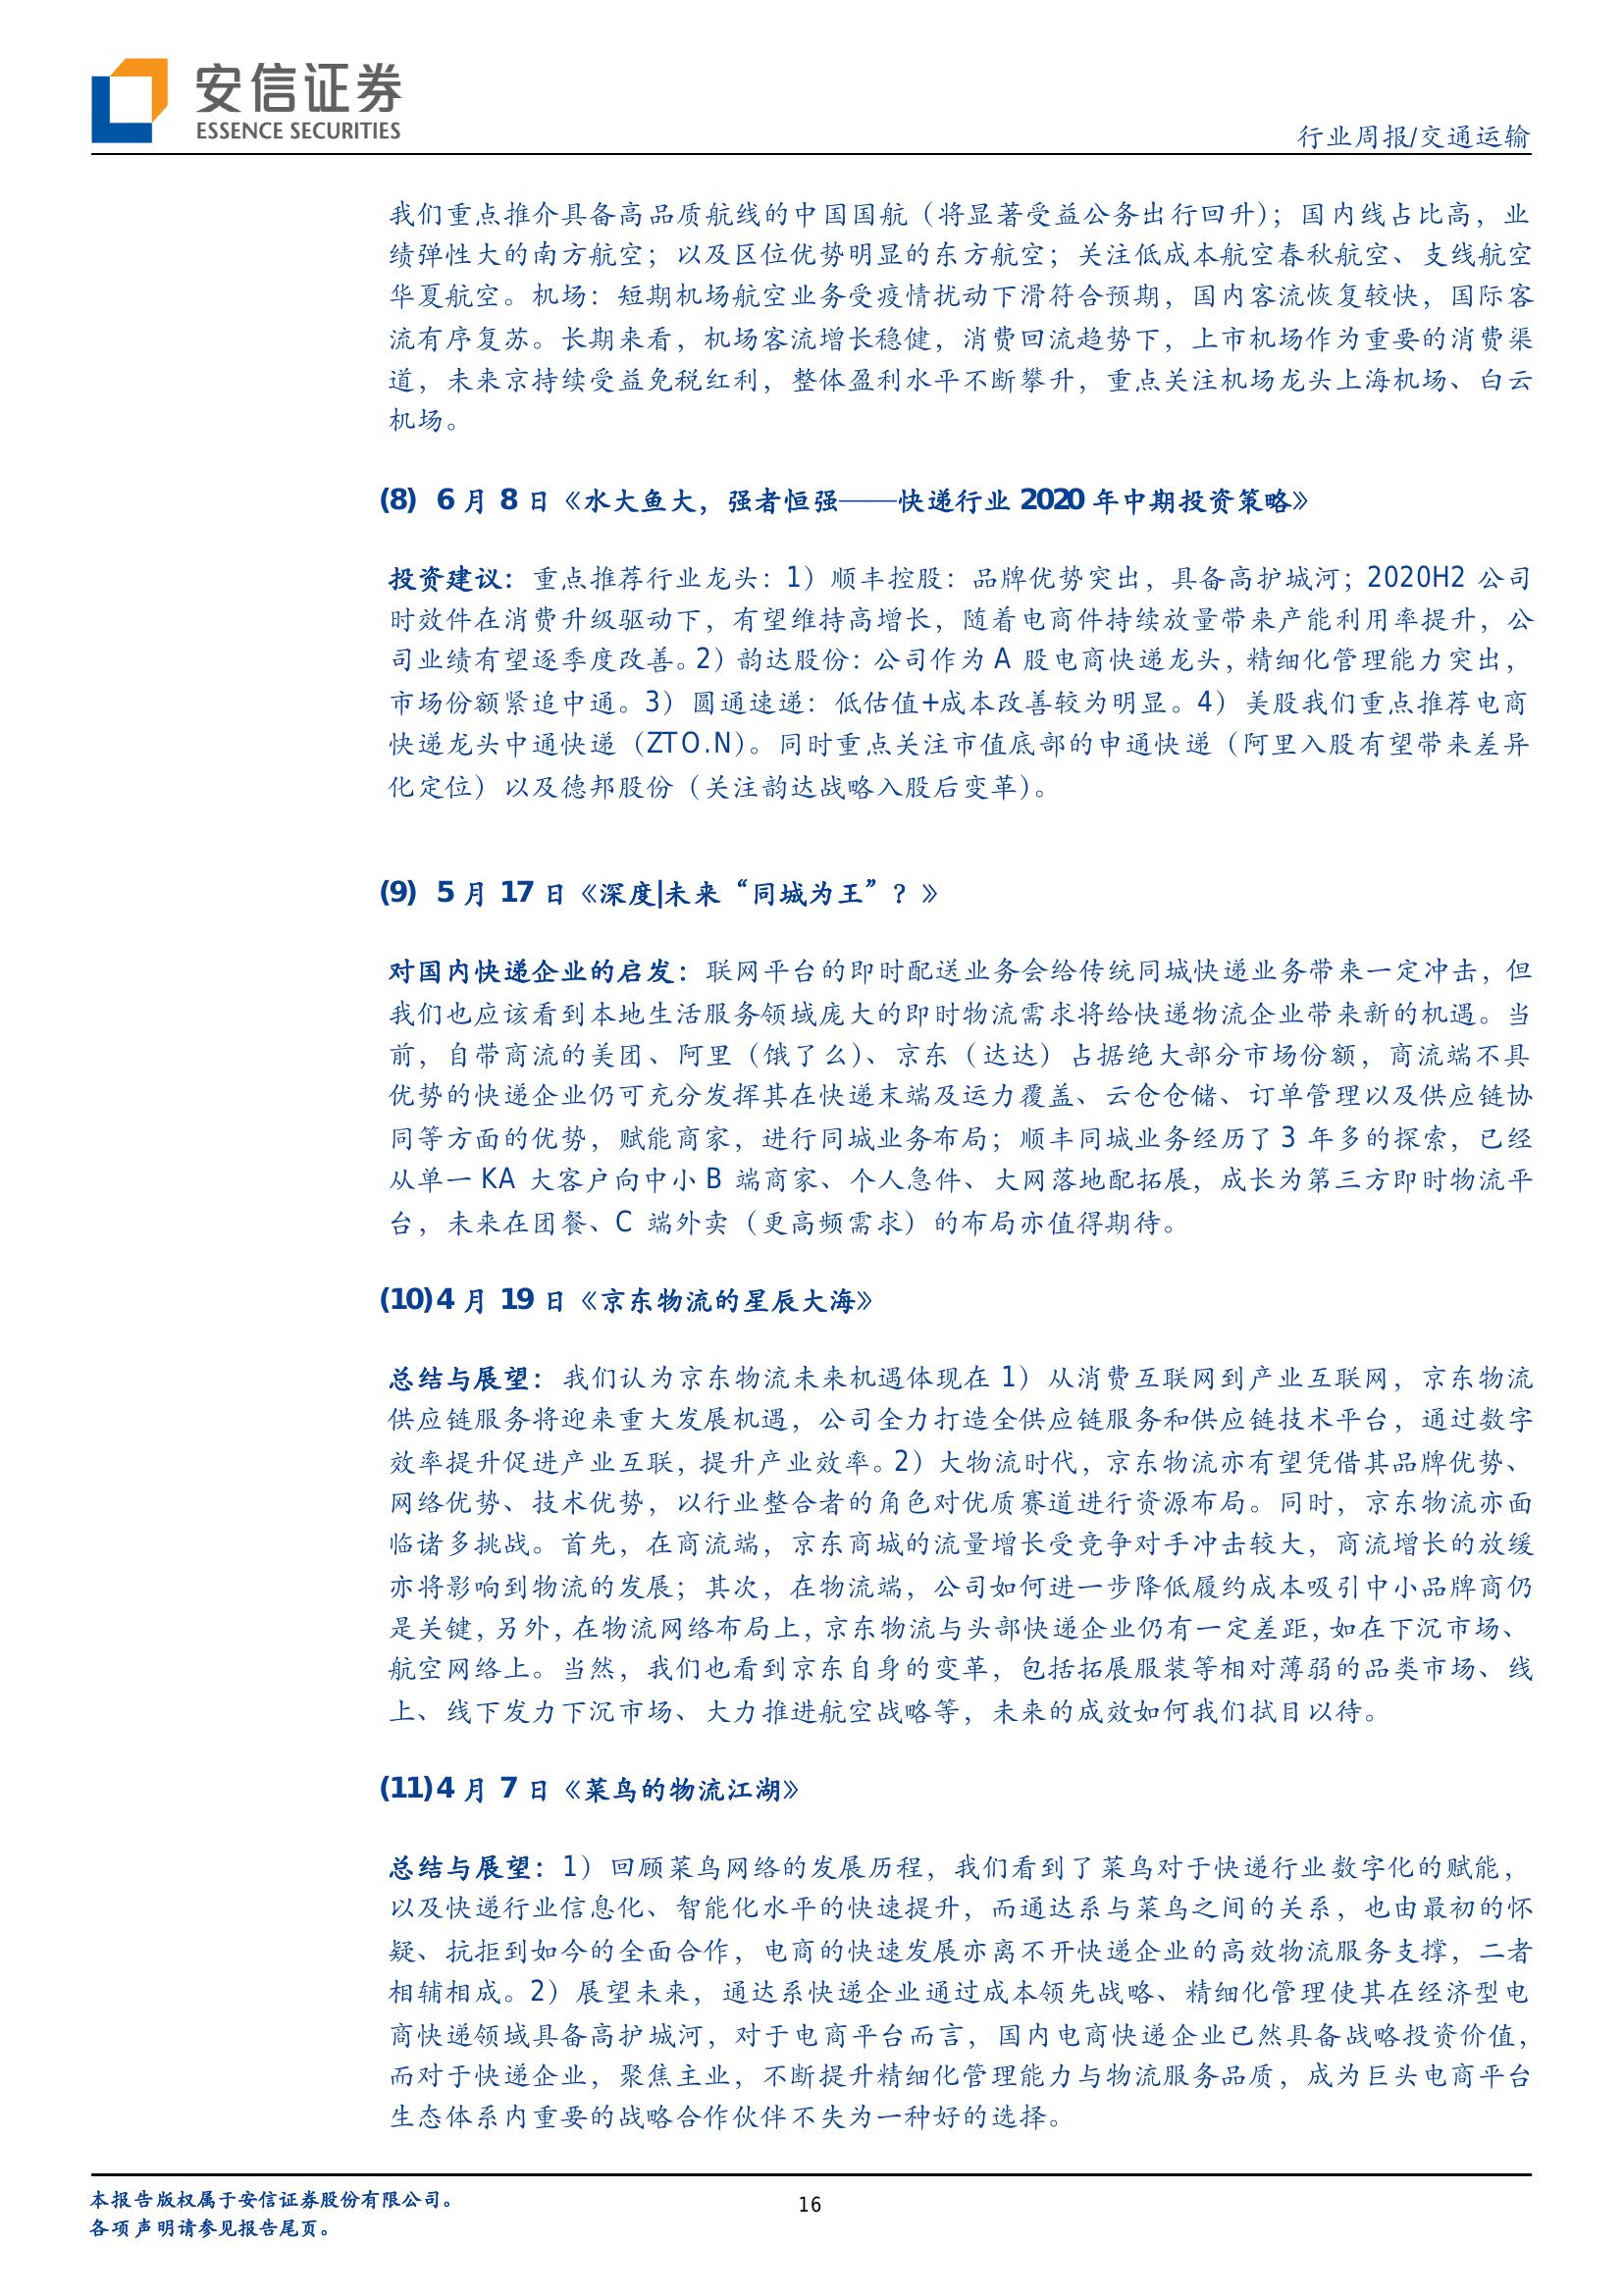 安信证券
ESSENCE SECURITIES
行业周报/交通运输
我们重点推介具备高品质航线的中国国航（将显著受益公务出行回升）；国内线占比高，业
绩弹性大的南方航空；以及区位优势明显的东方航空；关注低成本航空春秋航空、支线航空
华夏航空。机场：短期机场航空业务受疫情扰动下滑符合预期，国内客流恢复较快，国际客
流有序复苏。长期来看，机场客流增长稳健，消费回流趋势下，上市机场作为重要的消费渠
道，未来京持续受益免税红利，整体盈利水平不断攀升，重点关注机场龙头上海机场、白云
机场。
(8) 6 月 8 日《水大鱼大，强者恒强——快递行业 2020 年中期投资策略》
投资建议：重点推荐行业龙头：1）顺丰控股：品牌优势突出，具备高护城河；2020H2 公司
时效件在消费升级驱动下，有望维持高增长，随着电商件持续放量带来产能利用率提升，公
司业绩有望逐季度改善。2）韵达股份：公司作为 A 股电商快递龙头，精细化管理能力突出，
市场份额紧追中通。3）圆通速递：低估值+成本改善较为明显。4）美股我们重点推荐电商
快递龙头中通快递（ZTO.N）。同时重点关注市值底部的申通快递（阿里入股有望带来差异
化定位）以及德邦股份（关注韵达战略入股后变革）。
(9) 5 月 17 日《深度|未来“同城为王”？》
对国内快递企业的启发：联网平台的即时配送业务会给传统同城快递业务带来一定冲击，但
我们也应该看到本地生活服务领域庞大的即时物流需求将给快递物流企业带来新的机遇。当
前，自带商流的美团、阿里（饿了么）、京东（达达）占据绝大部分市场份额，商流端不具
优势的快递企业仍可充分发挥其在快递末端及运力覆盖、云仓仓储、订单管理以及供应链协
同等方面的优势，赋能商家，进行同城业务布局；顺丰同城业务经历了 3 年多的探索，已经
从单一 KA 大客户向中小 B 端商家、个人急件、大网落地配拓展，成长为第三方即时物流平
台，未来在团餐、C 端外卖（更高频需求）的布局亦值得期待。
(10) 4 月 19 日《京东物流的星辰大海》
总结与展望：我们认为京东物流未来机遇体现在 1）从消费互联网到产业互联网，京东物流
供应链服务将迎来重大发展机遇，公司全力打造全供应链服务和供应链技术平台，通过数字
效率提升促进产业互联，提升产业效率。2）大物流时代，京东物流亦有望凭借其品牌优势、
网络优势、技术优势，以行业整合者的角色对优质赛道进行资源布局。同时，京东物流亦面
临诸多挑战。首先，在商流端，京东商城的流量增长受竞争对手冲击较大，商流增长的放缓
亦将影响到物流的发展；其次，在物流端，公司如何进一步降低履约成本吸引中小品牌商仍
是关键，另外，在物流网络布局上，京东物流与头部快递企业仍有一定差距，如在下沉市场、
航空网络上。当然，我们也看到京东自身的变革，包括拓展服装等相对薄弱的品类市场、线
上、线下发力下沉市场、大力推进航空战略等，未来的成效如何我们拭目以待。
(11) 4 月 7 日《菜鸟的物流江湖》
总结与展望：1）回顾菜鸟网络的发展历程，我们看到了菜鸟对于快递行业数字化的赋能，
以及快递行业信息化、智能化水平的快速提升，而通达系与菜鸟之间的关系，也由最初的怀
疑、抗拒到如今的全面合作，电商的快速发展亦离不开快递企业的高效物流服务支撑，二者
相辅相成。2）展望未来，通达系快递企业通过成本领先战略、精细化管理使其在经济型电
商快递领域具备高护城河，对于电商平台而言，国内电商快递企业已然具备战略投资价值，
而对于快递企业，聚焦主业，不断提升精细化管理能力与物流服务品质，成为巨头电商平台
生态体系内重要的战略合作伙伴不失为一种好的选择。
本报告版权属于安信证券股份有限公司。
各项声明请参见报告尾页。
16